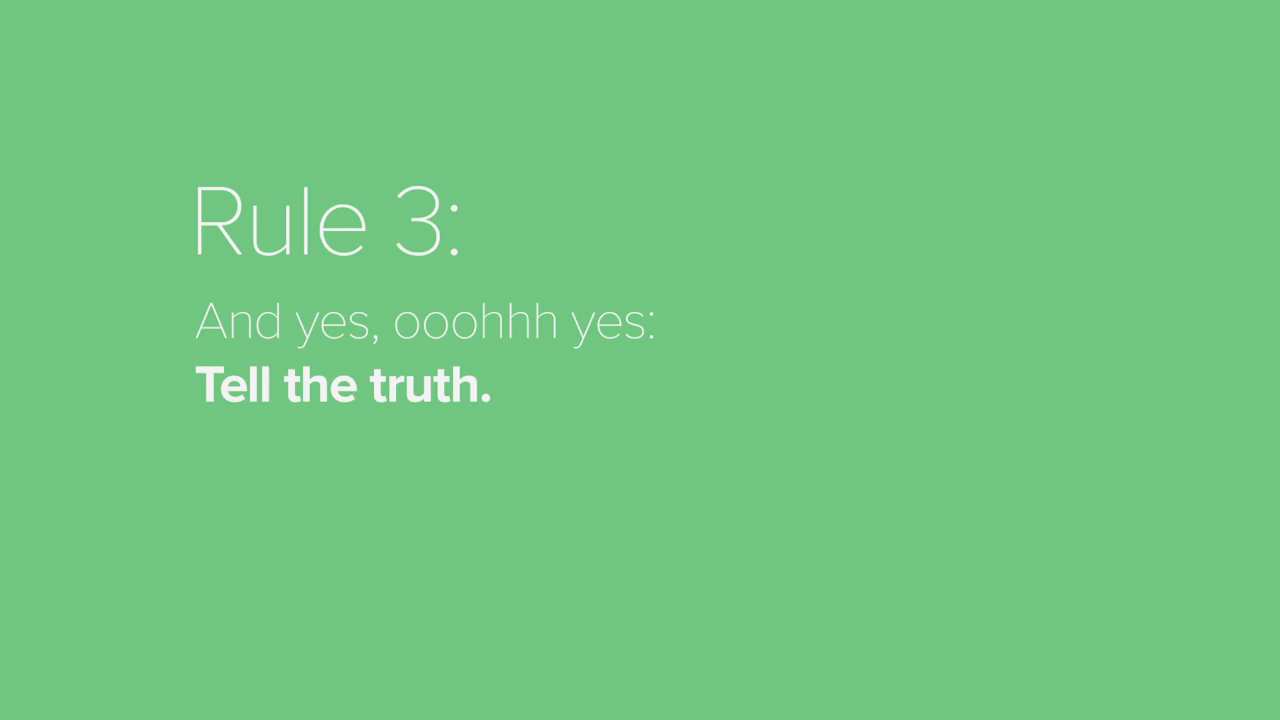 Rule 3:
And yes, ooohhh yes:
Tell the truth.